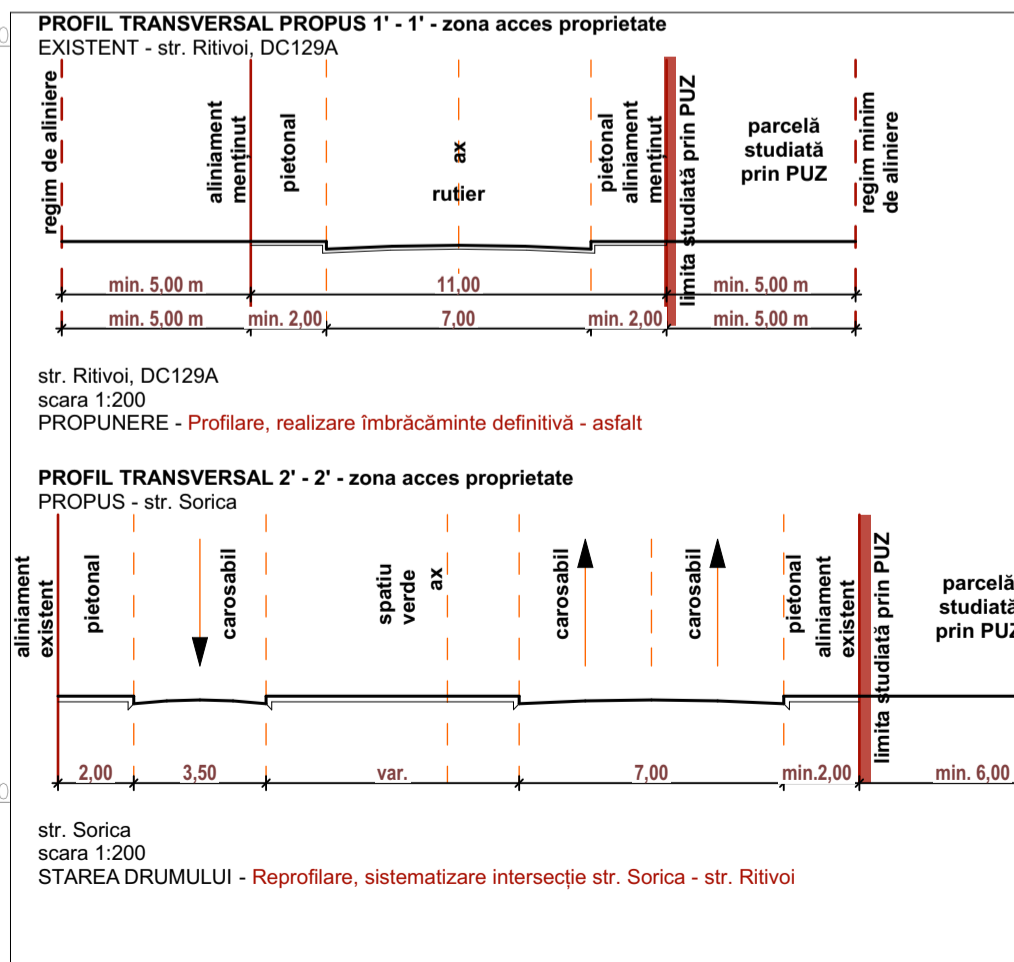 PROFIL TRANSVERSAL PROPUS 1' - 1' - zona acces proprietate
EXISTENT - str. Ritivoi, DC129A
regim de aliniere
aliniament
menținut
pietonal
ax
rutier
pietonal
aliniament
menținut
limita studiată prin PUZ
parcelă
studiată
prin PUZ
regim minim
de aliniere
min. 5,00 m
11,00
min. 5,00 m
min. 5,00 m
min. 2,00
7,00
min. 2,00
min. 5,00 m
str. Ritivoi, DC129A
scara 1:200
PROPUNERE - Profilare, realizare îmbrăcăminte definitivă - asfalt
PROFIL TRANSVERSAL 2' - 2' - zona acces proprietate
PROPUS - str. Sorica
aliniament
existent
pietonal
carosabil
spatiu
verde
ax
carosabil
carosabil
pietonal
aliniament
existent
limita studiată prin PUZ
parcelă
studiată
prin PUZ
2,00
3,50
var.
7,00
min.2,00
min. 6,00
str. Sorica
scara 1:200
STAREA DRUMULUI - Reprofilare, sistematizare intersecție str. Sorica - str. Ritivoi